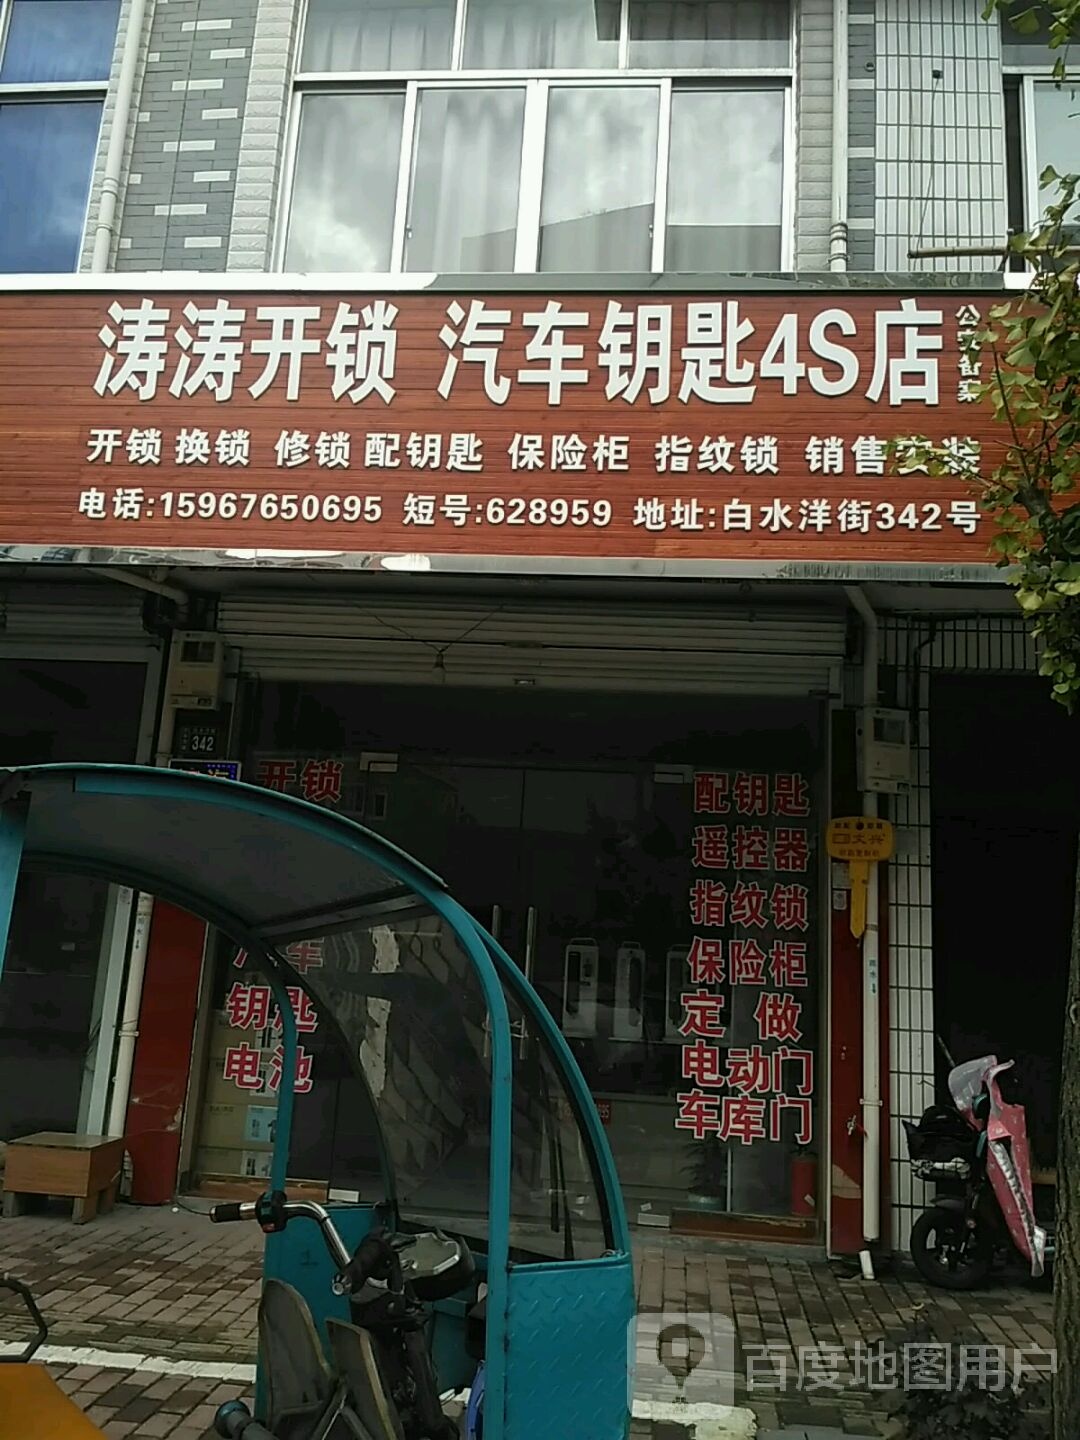 涛涛开锁 汽车钥匙4S店
公安备案
开锁 换锁 修锁 配钥匙 保险柜 指纹锁 销售安装
电话:15967650695 短号:628959 地址:白水洋街342号
342
开锁
汽车
钥匙
电池
配钥匙
遥控器
指纹锁
保险柜
定做
电动门
车库门
文兴
百度地图用户